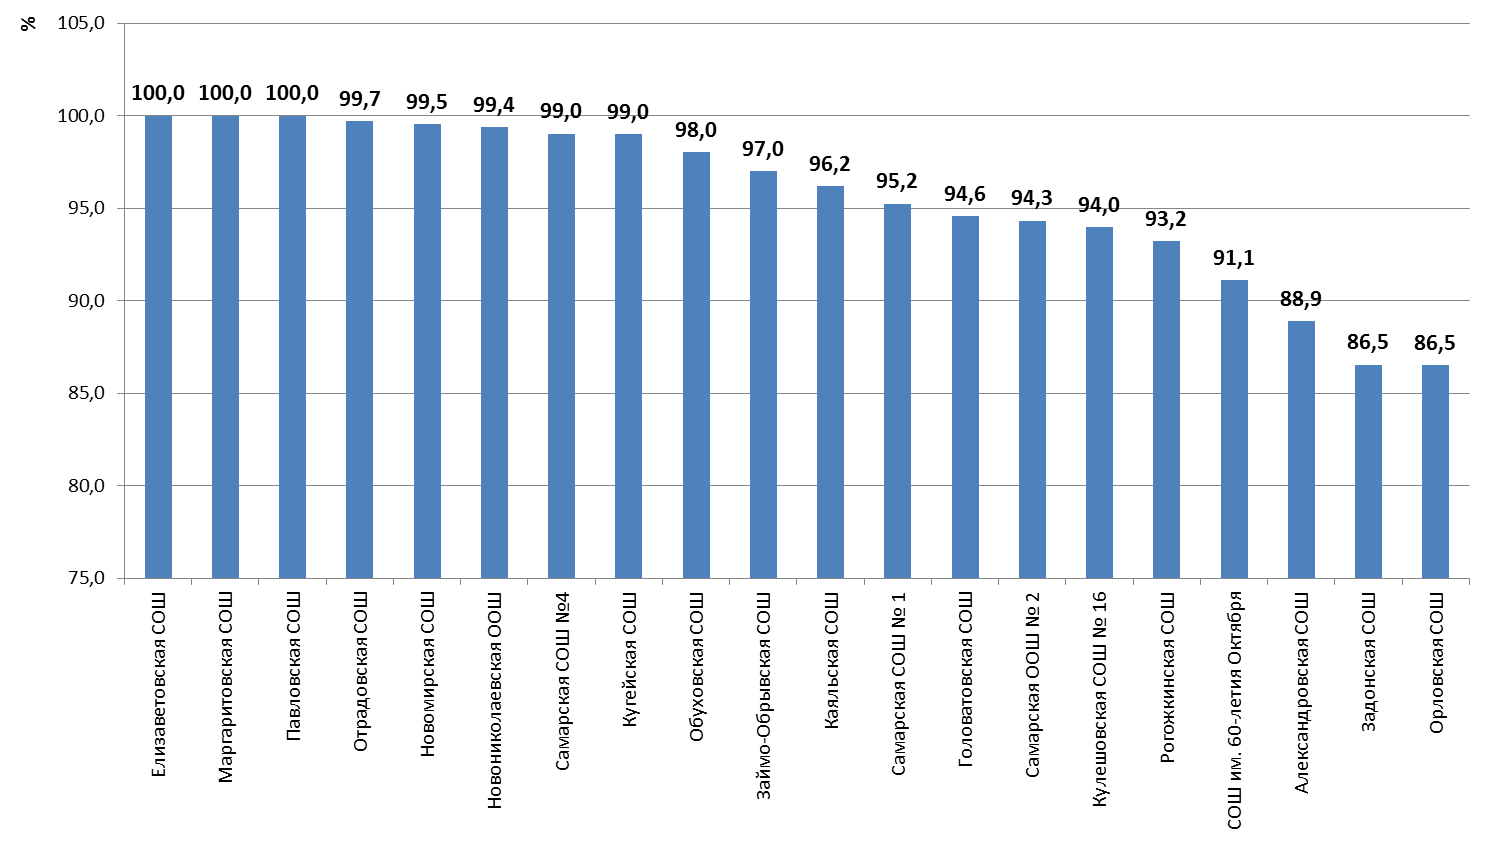 %
105,0
100,0
95,0
90,0
85,0
80,0
75,0
100,0
100,0
100,0
99,7
99,5
99,4
99,0
99,0
98,0
97,0
96,2
95,2
94,6
94,3
94,0
93,2
91,1
88,9
86,5
86,5
Елизаветовская СОШ
Маргаритовская СОШ
Павловская СОШ
Отрадовская СОШ
Новомирская СОШ
Новониколаевская ООШ
Самарская СОШ №4
Кугейская СОШ
Обуховская СОШ
Займо-Обрывская СОШ
Каяльская СОШ
Самарская СОШ № 1
Головатовская СОШ
Самарская ООШ № 2
Кулешовская СОШ № 16
Рогожкинская СОШ
СОШ им. 60-летия Октября
Александровская СОШ
Задонская СОШ
Орловская СОШ